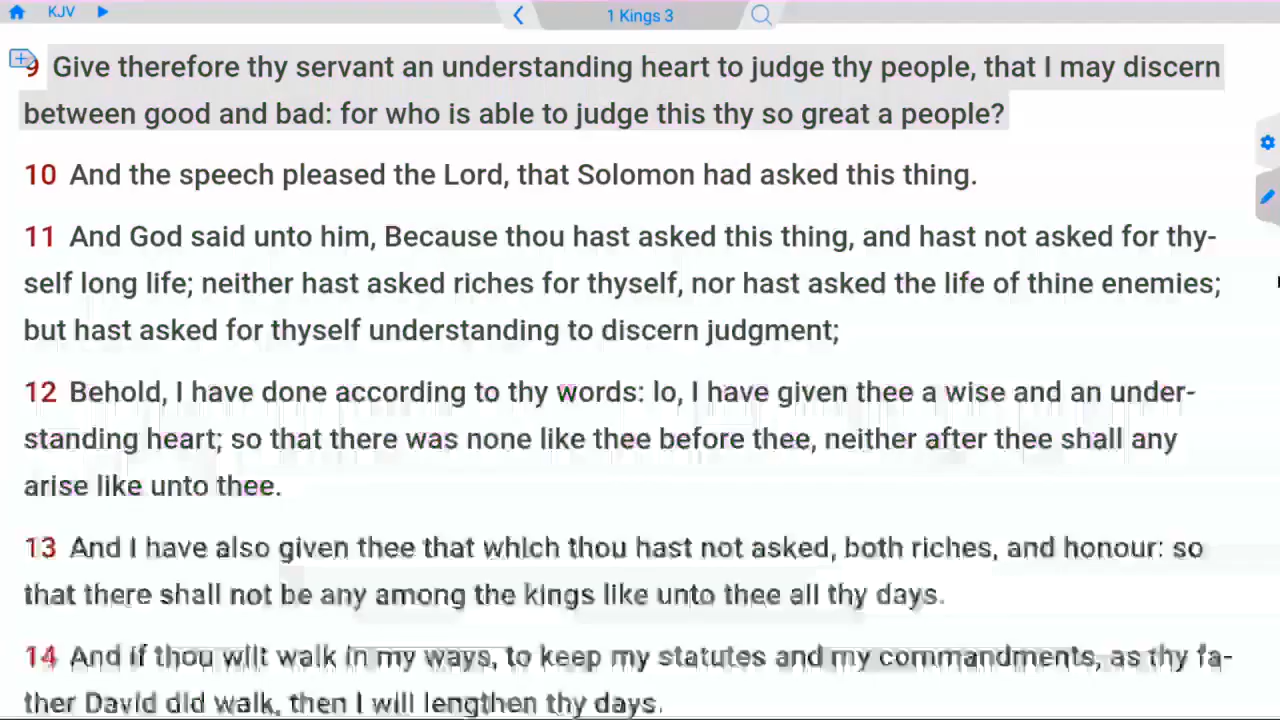 KJV
1 Kings 3
9 Give therefore thy servant an understanding heart to judge thy people, that I may discern
between good and bad: for who is able to judge this thy so great a people?
10 And the speech pleased the Lord, that Solomon had asked this thing.
11 And God said unto him, Because thou hast asked this thing, and hast not asked for thy-
self long life; neither hast asked riches for thyself, nor hast asked the life of thine enemies;
but hast asked for thyself understanding to discern judgment;
12 Behold, I have done according to thy words: lo, I have given thee a wise and an under-
standing heart; so that there was none like thee before thee, neither after thee shall any
arise like unto thee.
13 And I have also given thee that which thou hast not asked, both riches, and honour: so
that there shall not be any among the kings like unto thee all thy days.
14 And if thou wilt walk in my ways, to keep my statutes and my commandments, as thy fa-
ther David did walk, then I will lengthen thy days.